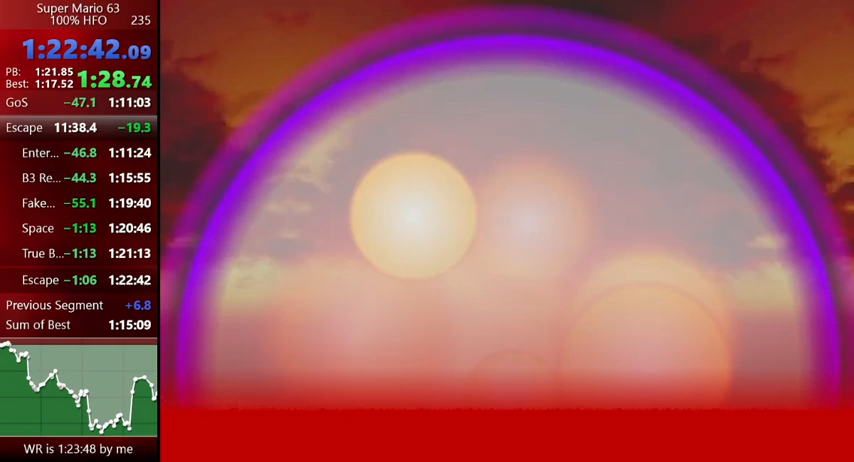 Super Mario 63
100% HFO 235
1:22:42.09
PB: 1:21.85
Best: 1:17.52
1:28.74
GoS −47.1 1:11:03
Escape 11:38.4 −19.3
Enter... −46.8 1:11:24
B3 Re... −44.3 1:15:55
Fake... −55.1 1:19:40
Space −1:13 1:20:46
True B... −1:13 1:21:13
Escape −1:06 1:22:42
Previous Segment +6.8
Sum of Best 1:15:09
WR is 1:23:48 by me